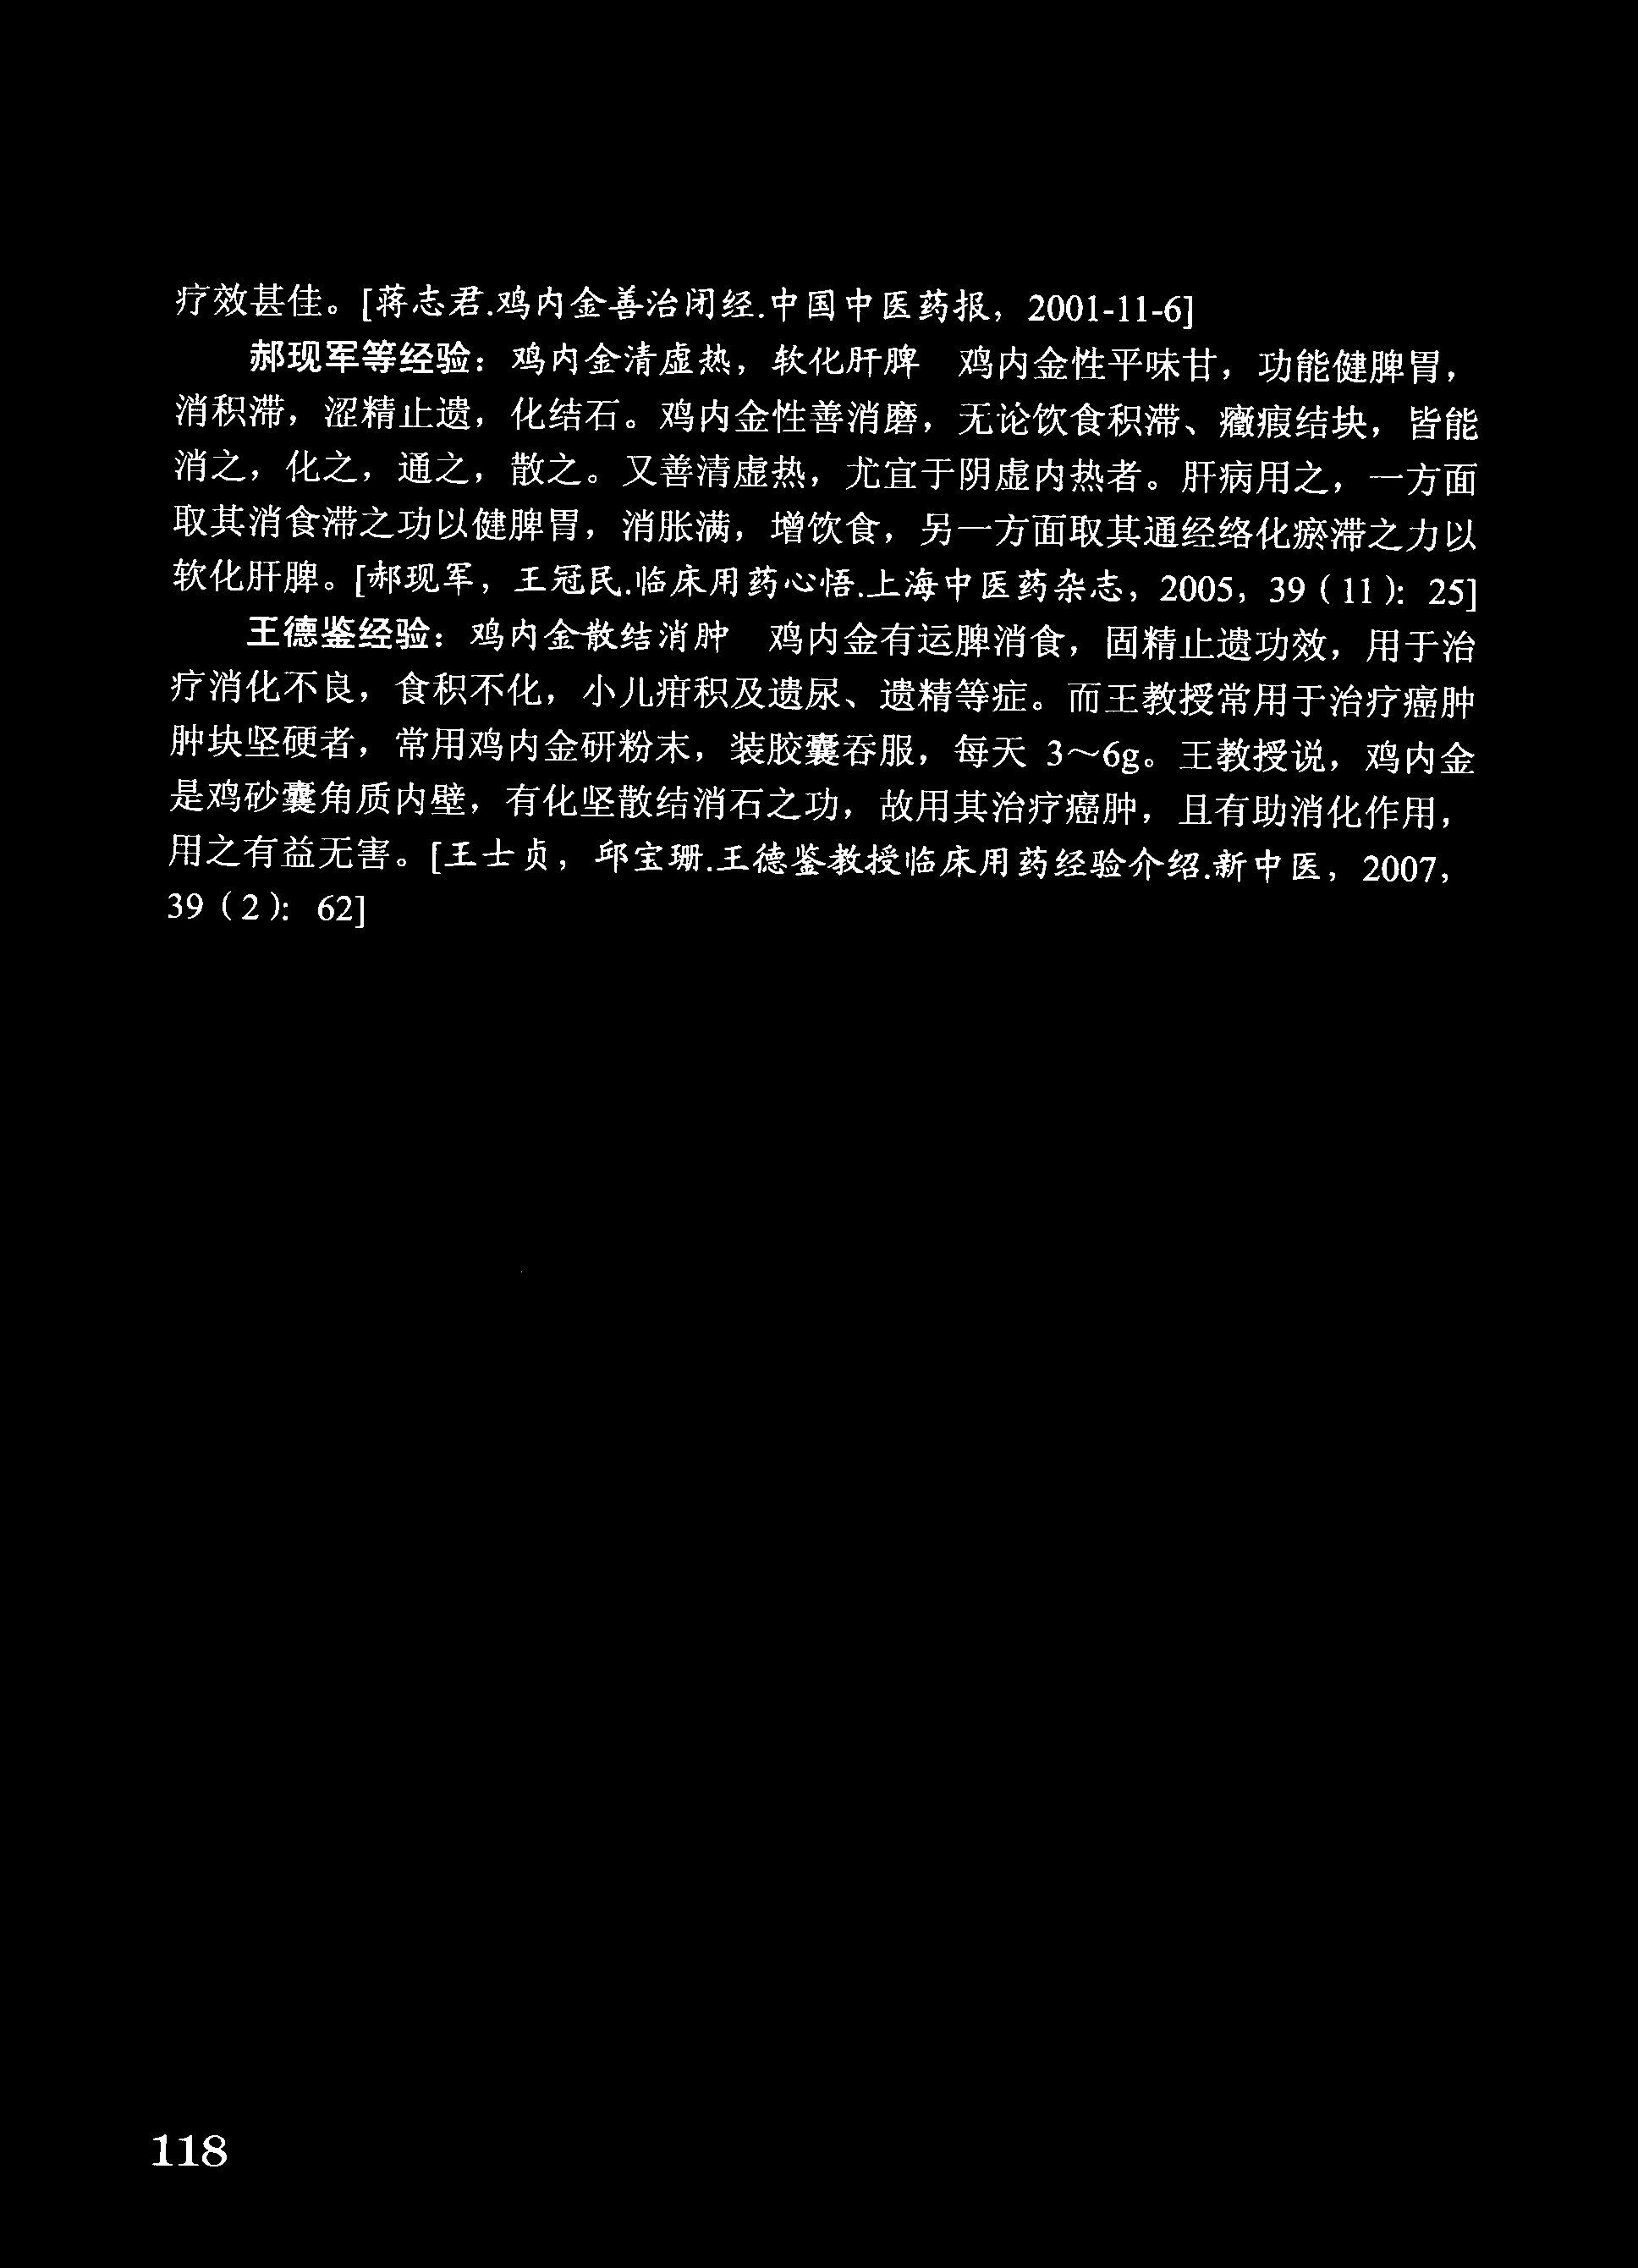 疗效甚佳。[蒋志君.鸡内金善治闭经.中国中医药报，2001-11-6]
郝现军等经验：鸡内金清虚热，软化肝脾　鸡内金性平味甘，功能健脾胃，
消积滞，涩精止遗，化结石。鸡内金性善消磨，无论饮食积滞、癥瘕结块，皆能
消之，化之，通之，散之。又善清虚热，尤宜于阴虚内热者。肝病用之，一方面
取其消食滞之功以健脾胃，消胀满，增饮食，另一方面取其通经络化瘀滞之力以
软化肝脾。[郝现军，王冠民.临床用药心悟.上海中医药杂志，2005，39（11）：25]
王德鉴经验：鸡内金散结消肿　鸡内金有运脾消食，固精止遗功效，用于治
疗消化不良，食积不化，小儿疳积及遗尿、遗精等症。而王教授常用于治疗癌肿
肿块坚硬者，常用鸡内金研粉末，装胶囊吞服，每天 3～6g。王教授说，鸡内金
是鸡砂囊角质内壁，有化坚散结消石之功，故用其治疗癌肿，且有助消化作用，
用之有益无害。[王士贞，邱宝珊.王德鉴教授临床用药经验介绍.新中医，2007，
39（2）：62]
118